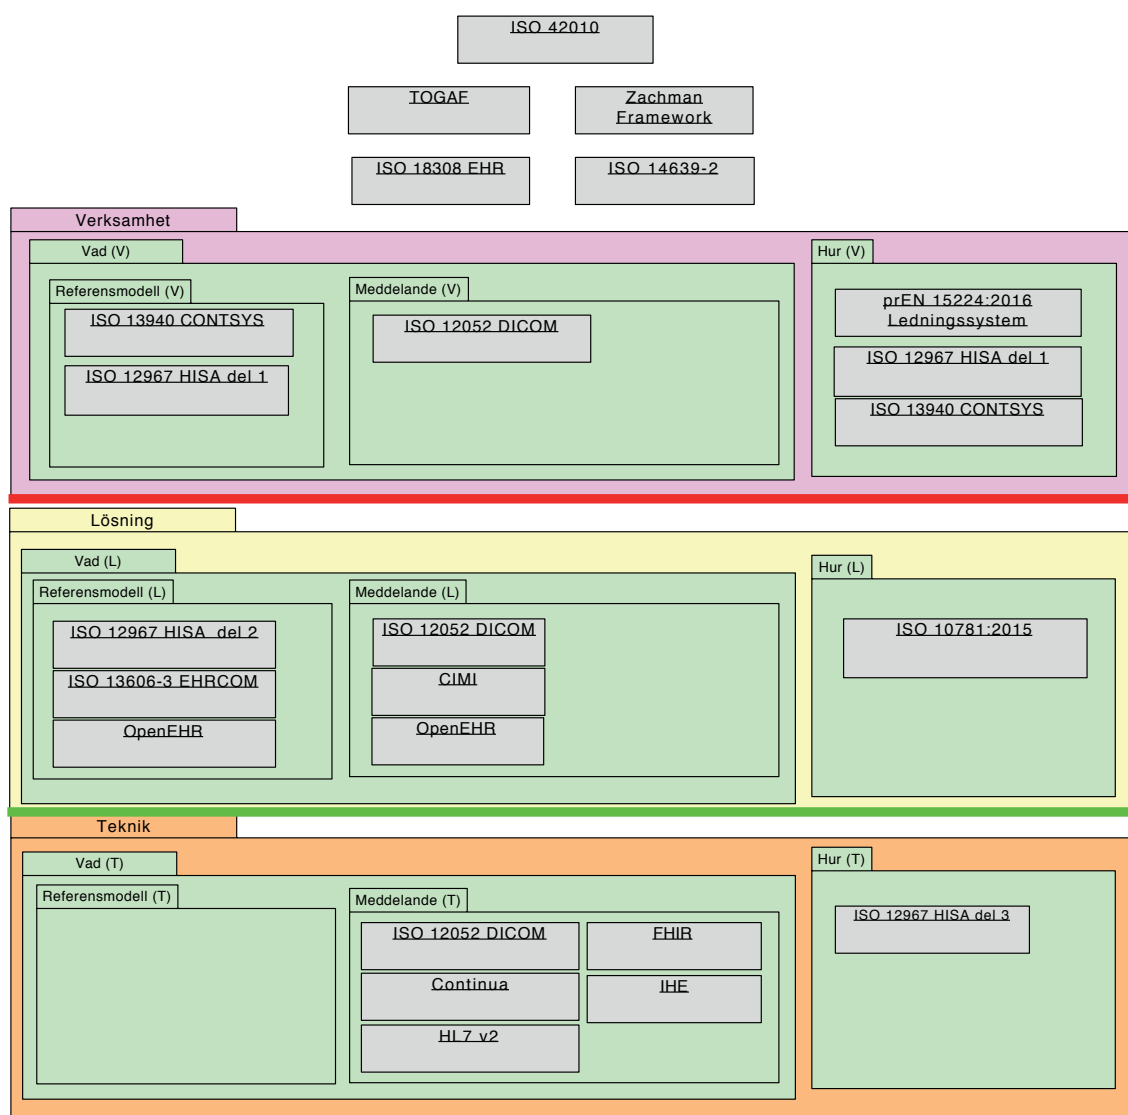 ISO 42010
TOGAF
Zachman
Framework
ISO 18308 EHR
ISO 14639-2
Verksamhet
Vad (V)
Referensmodell (V)
ISO 13940 CONTSYS
ISO 12967 HISA del 1
Meddelande (V)
ISO 12052 DICOM
Hur (V)
prEN 15224:2016
Ledningssystem
ISO 12967 HISA del 1
ISO 13940 CONTSYS
Lösning
Vad (L)
Referensmodell (L)
ISO 12967 HISA del 2
ISO 13606-3 EHRCOM
OpenEHR
Meddelande (L)
ISO 12052 DICOM
CIMI
OpenEHR
Hur (L)
ISO 10781:2015
Teknik
Vad (T)
Referensmodell (T)
Meddelande (T)
ISO 12052 DICOM
FHIR
Continua
IHE
HL7 v2
Hur (T)
ISO 12967 HISA del 3